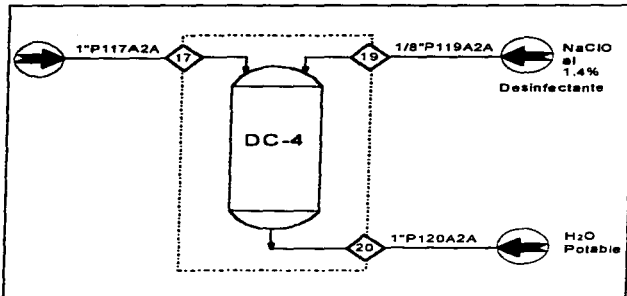 1"P117A2A
17
19
1/8"P119A2A
NaClO
al
1.4%
Desinfectante
DC-4
20
1"P120A2A
H₂O
Potable